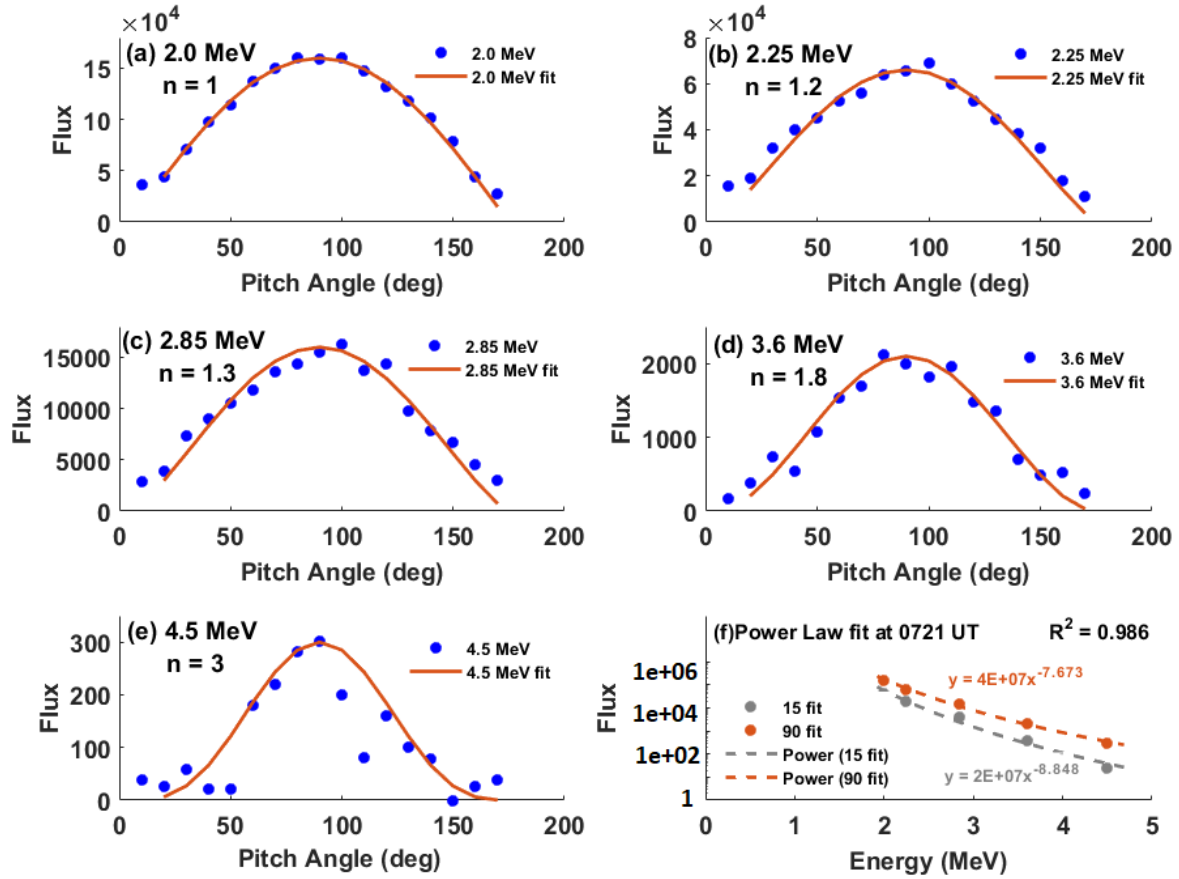 ×10⁴
(a) 2.0 MeV
n = 1
2.0 MeV
2.0 MeV fit
Flux
15
10
5
0
0
50
100
150
200
Pitch Angle (deg)
×10⁴
(b) 2.25 MeV
n = 1.2
2.25 MeV
2.25 MeV fit
Flux
8
6
4
2
0
0
50
100
150
200
Pitch Angle (deg)
(c) 2.85 MeV
n = 1.3
2.85 MeV
2.85 MeV fit
Flux
15000
10000
5000
0
0
50
100
150
200
Pitch Angle (deg)
(d) 3.6 MeV
n = 1.8
3.6 MeV
3.6 MeV fit
Flux
2000
1000
0
0
50
100
150
200
Pitch Angle (deg)
(e) 4.5 MeV
n = 3
4.5 MeV
4.5 MeV fit
Flux
300
200
100
0
0
50
100
150
200
Pitch Angle (deg)
(f)Power Law fit at 0721 UT R² = 0.986
y = 4E+07x⁻⁷·⁶⁷³
15 fit
90 fit
Power (15 fit)
Power (90 fit)
y = 2E+07x⁻⁸·⁸⁴⁸
Flux
1e+06
1e+04
1e+02
1
0
1
2
3
4
5
Energy (MeV)